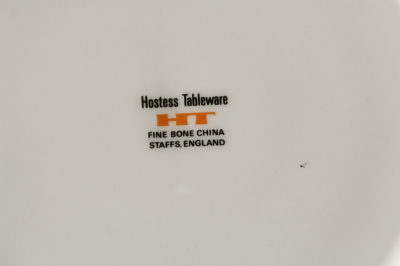 Hostess Tableware
HT
FINE BONE CHINA
STAFFS, ENGLAND